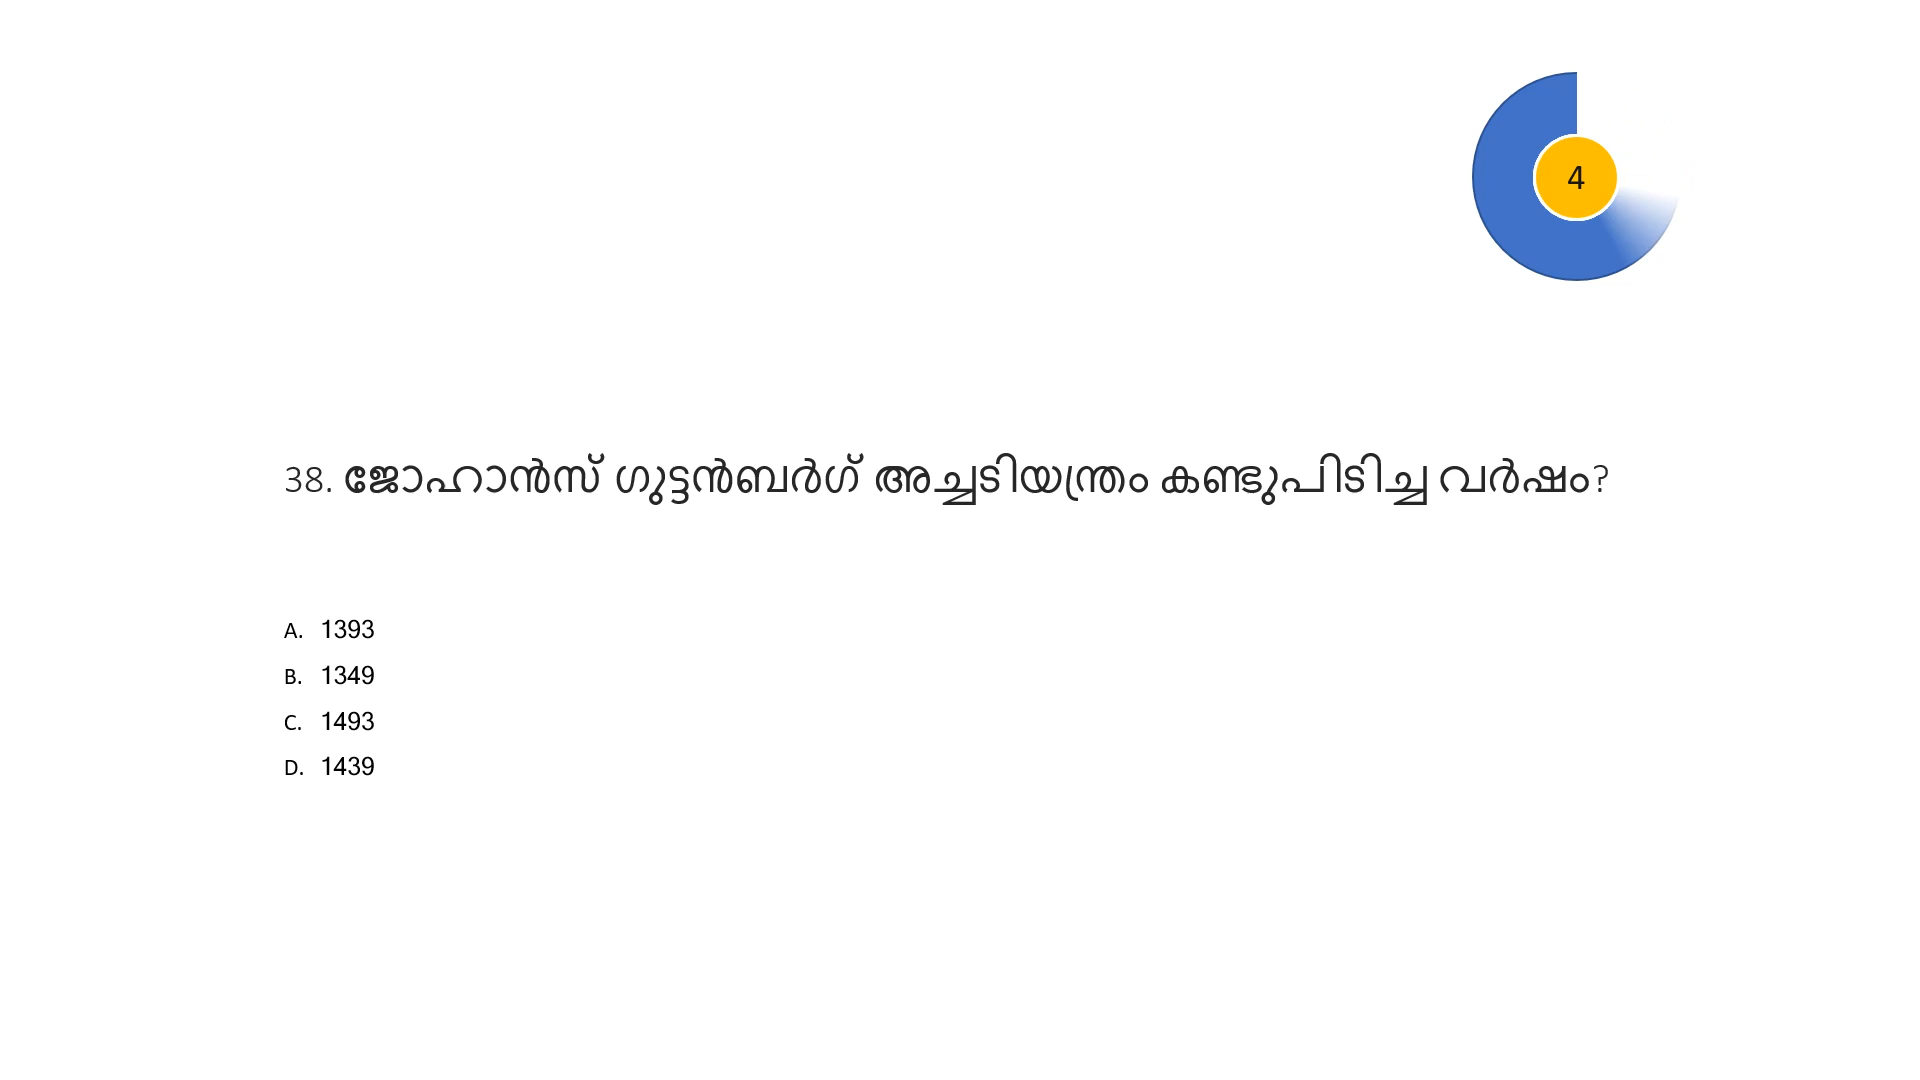 4
38. ജോഹാൻസ് ഗുട്ടൻബർഗ് അച്ചടിയന്ത്രം കണ്ടുപിടിച്ച വർഷം?
A. 1393
B. 1349
C. 1493
D. 1439